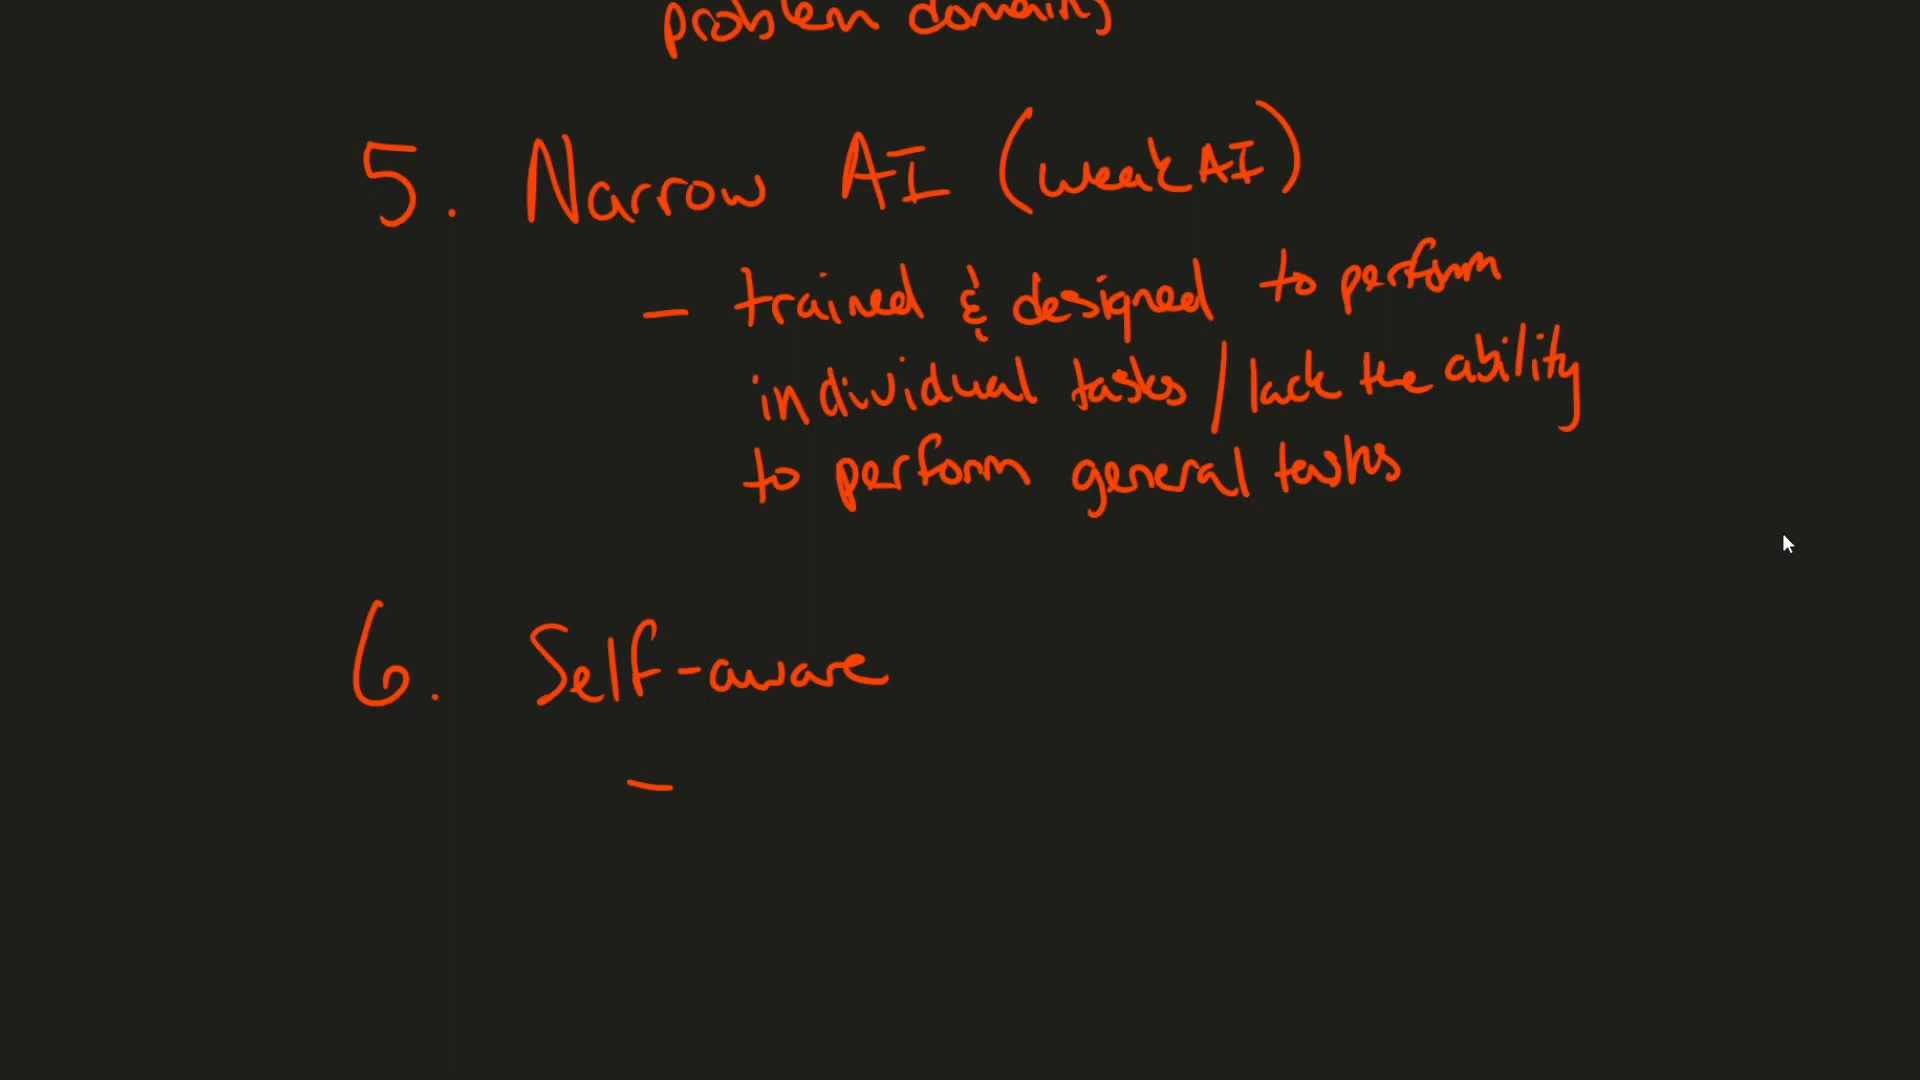 problem domains
5. Narrow AI (weak AI)
- trained & designed to perform
individual tasks / lack the ability
to perform general tasks
6. Self-aware
-